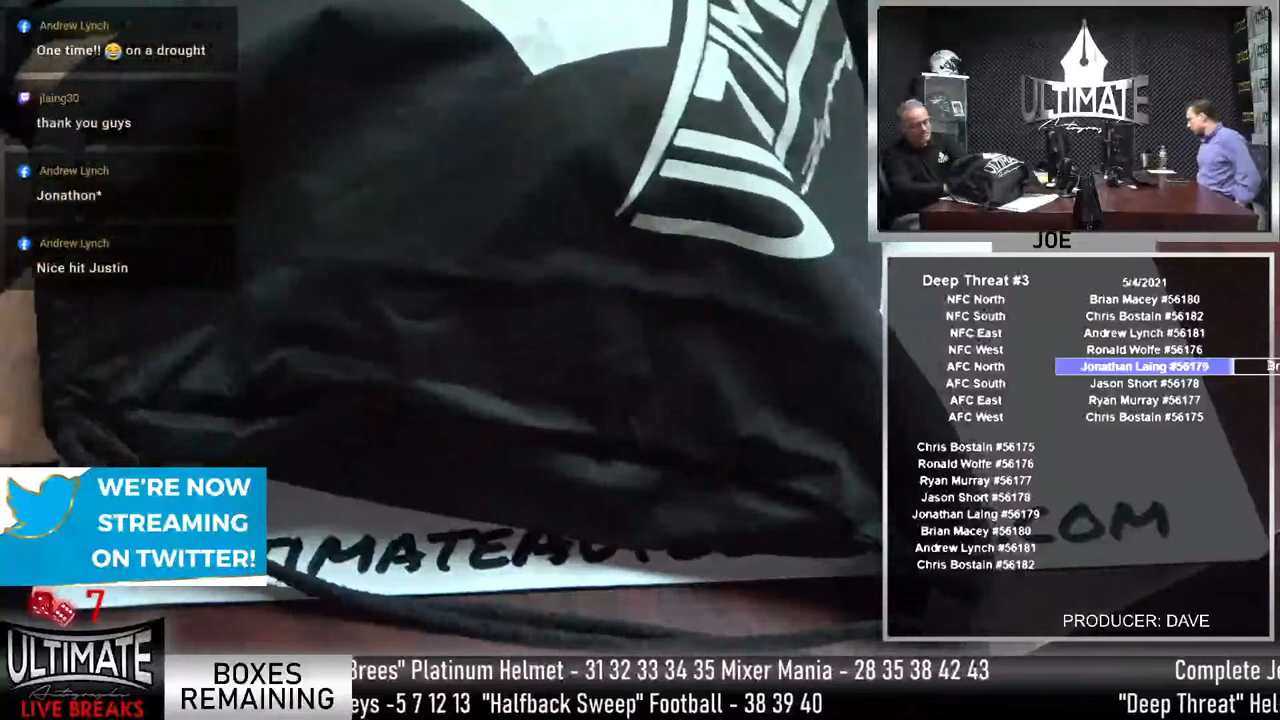 Andrew Lynch
One time!! 😂 on a drought
jlaing30
thank you guys
Andrew Lynch
Jonathon*
Andrew Lynch
Nice hit Justin
ULTIMATE
ULTIMATE
JOE
Deep Threat #3 5/4/2021
NFC North Brian Macey #56180
NFC South Chris Bostain #56182
NFC East Andrew Lynch #56181
NFC West Ronald Wolfe #56176
AFC North Jonathan Laing #56179
AFC South Jason Short #56178
AFC East Ryan Murray #56177
AFC West Chris Bostain #56175
Chris Bostain #56175
Ronald Wolfe #56176
Ryan Murray #56177
Jason Short #56178
Jonathan Laing #56179
Brian Macey #56180
Andrew Lynch #56181
Chris Bostain #56182
PRODUCER: DAVE
COM
WE'RE NOW
STREAMING
ON TWITTER!
7
ULTIMATE
Autographs
LIVE BREAKS
BOXES
REMAINING
Brees" Platinum Helmet - 31 32 33 34 35 Mixer Mania - 28 35 38 42 43 Complete Je
eys -5 7 12 13 "Halfback Sweep" Football - 38 39 40 "Deep Threat" Hel